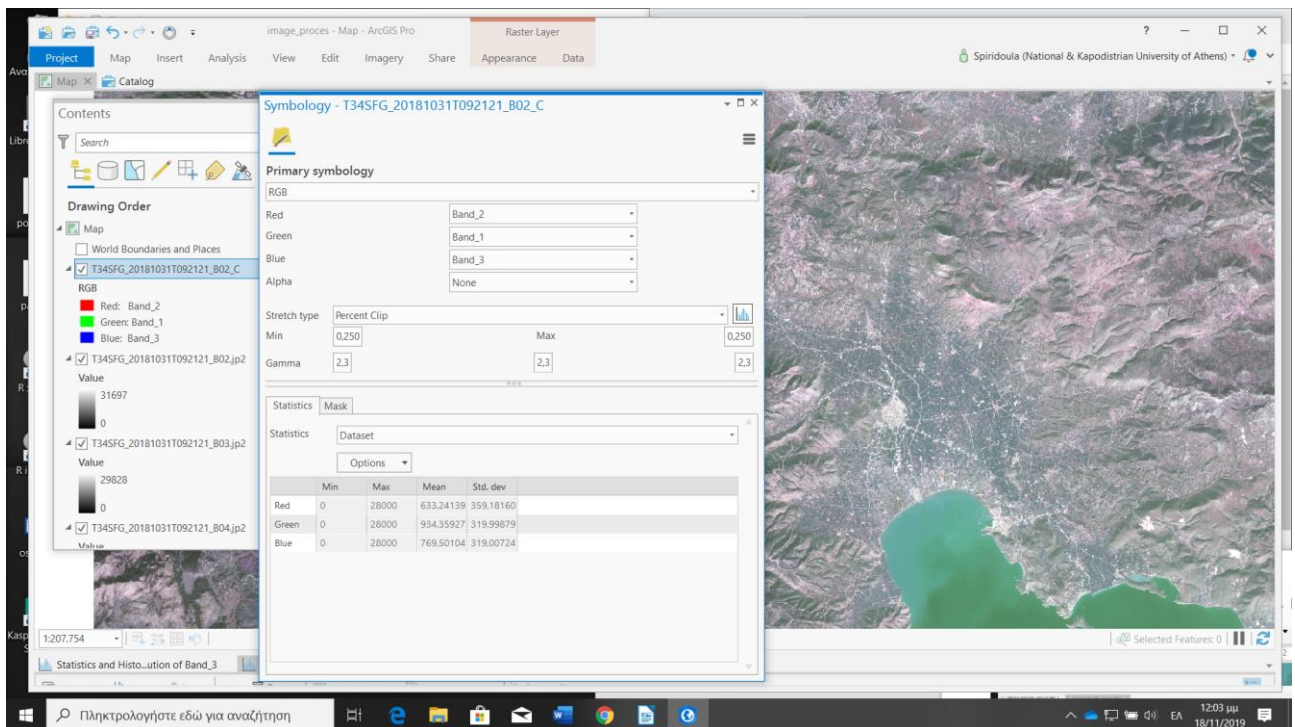 image_proces - Map - ArcGIS Pro
Raster Layer
?
Project Map Insert Analysis View Edit Imagery Share Appearance Data
Spiridoula (National & Kapodistrian University of Athens)
Map Catalog
Contents
Search
Drawing Order
Map
World Boundaries and Places
T34SFG_20181031T092121_B02_C
RGB
Red: Band_2
Green: Band_1
Blue: Band_3
T34SFG_20181031T092121_B02.jp2
Value
31697
0
T34SFG_20181031T092121_B03.jp2
Value
29828
0
T34SFG_20181031T092121_B04.jp2
Value
Symbology - T34SFG_20181031T092121_B02_C
Primary symbology
RGB
Red Band_2
Green Band_1
Blue Band_3
Alpha None
Stretch type Percent Clip
Min 0,250 Max 0,250
Gamma 2,3 2,3 2,3
Statistics Mask
Statistics Dataset
Options
Min Max Mean Std. dev
Red 0 28000 633,24139 359,18160
Green 0 28000 934,35927 319,99879
Blue 0 28000 769,50104 319,00724
1:207.754
Selected Features: 0
Statistics and Histo...ution of Band_3
Πληκτρολογήστε εδώ για αναζήτηση
ΕΛ
12:03 μμ
18/11/2019